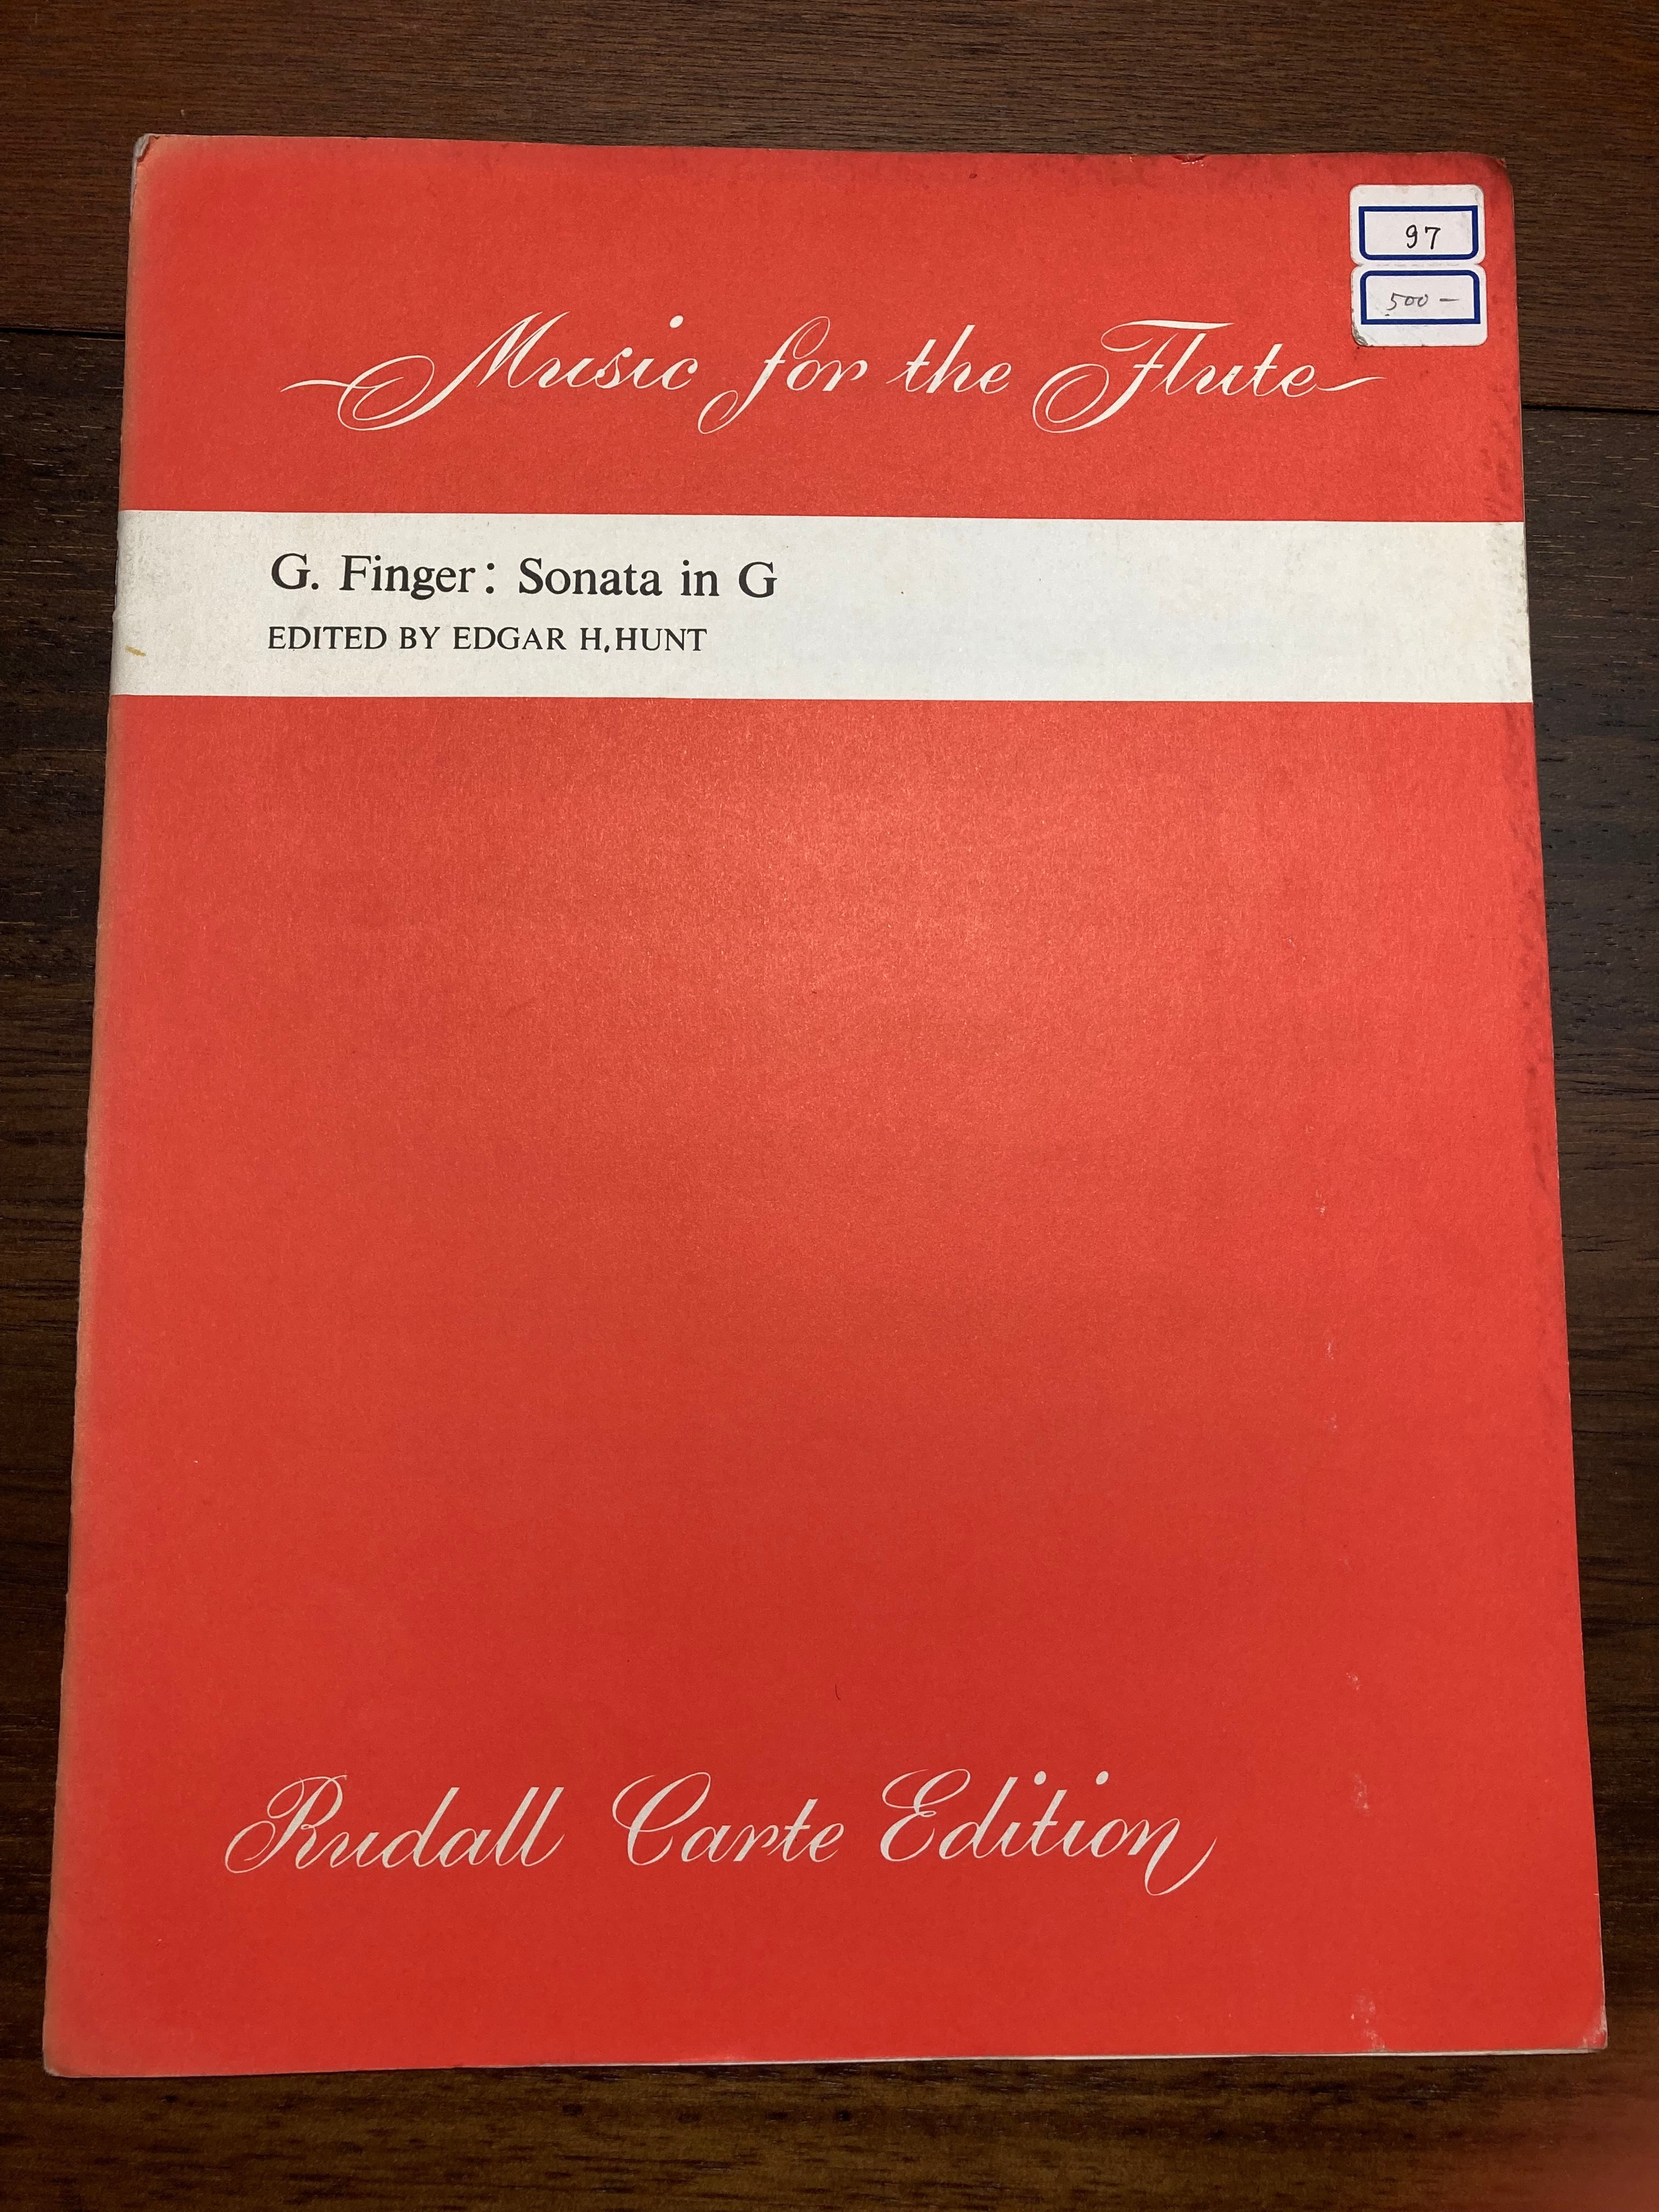 97
500-
Music for the Flute
G. Finger: Sonata in G
EDITED BY EDGAR H. HUNT
Rudall Carte Edition